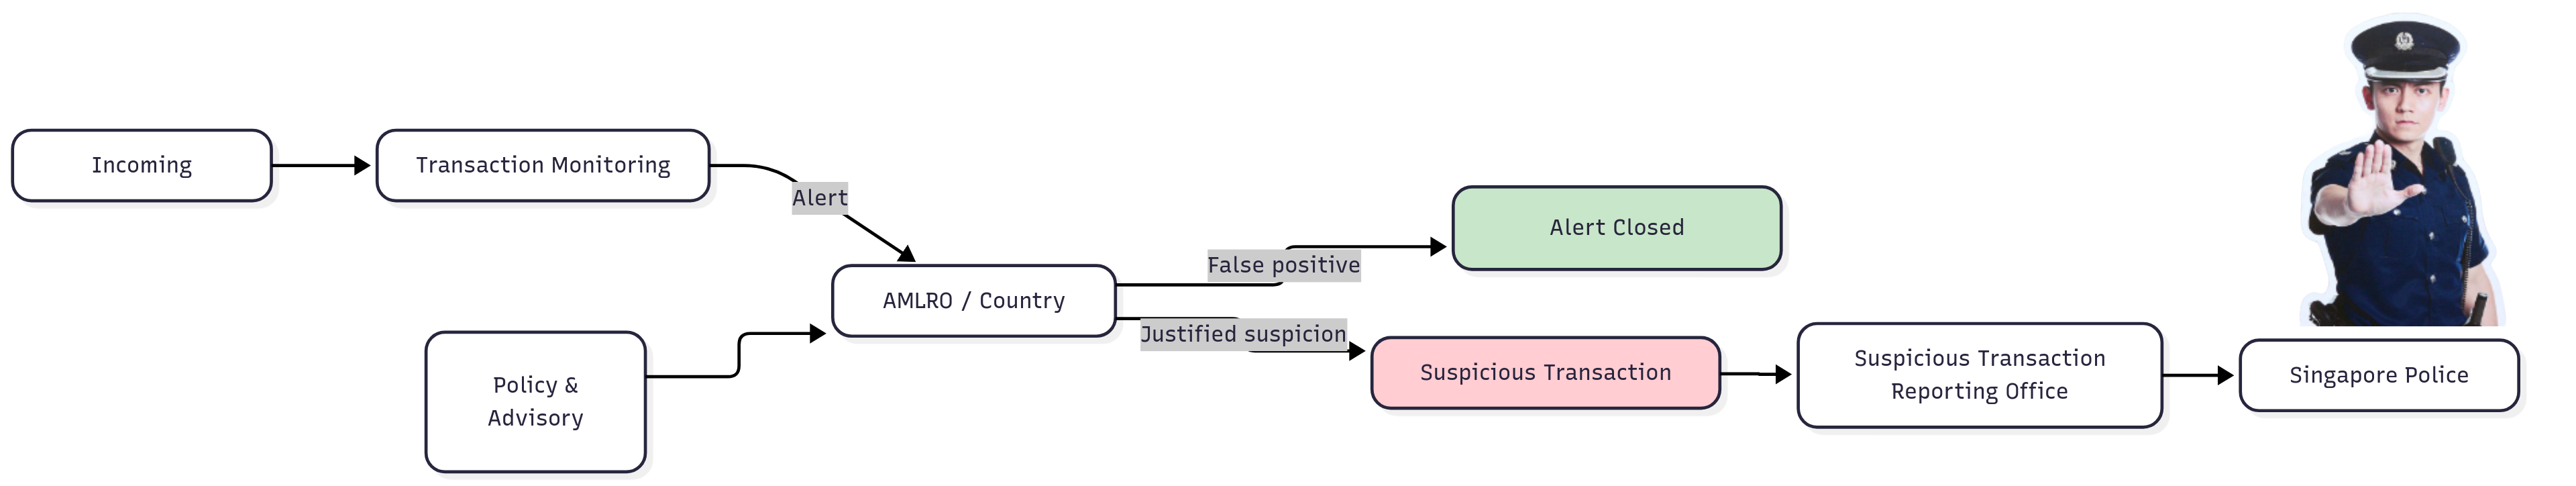 Incoming
Transaction Monitoring
Alert
AMLRO / Country
Policy &
Advisory
False positive
Alert Closed
Justified suspicion
Suspicious Transaction
Suspicious Transaction
Reporting Office
Singapore Police